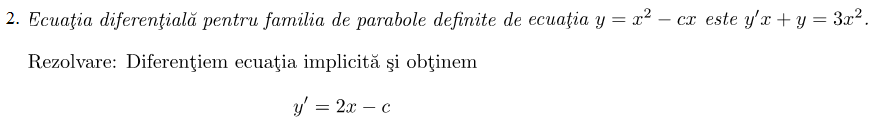 2. Ecuaţia diferenţială pentru familia de parabole definite de ecuaţia y = x² − cx este y′x + y = 3x².
Rezolvare: Diferenţiem ecuaţia implicită şi obţinem
y′ = 2x − c